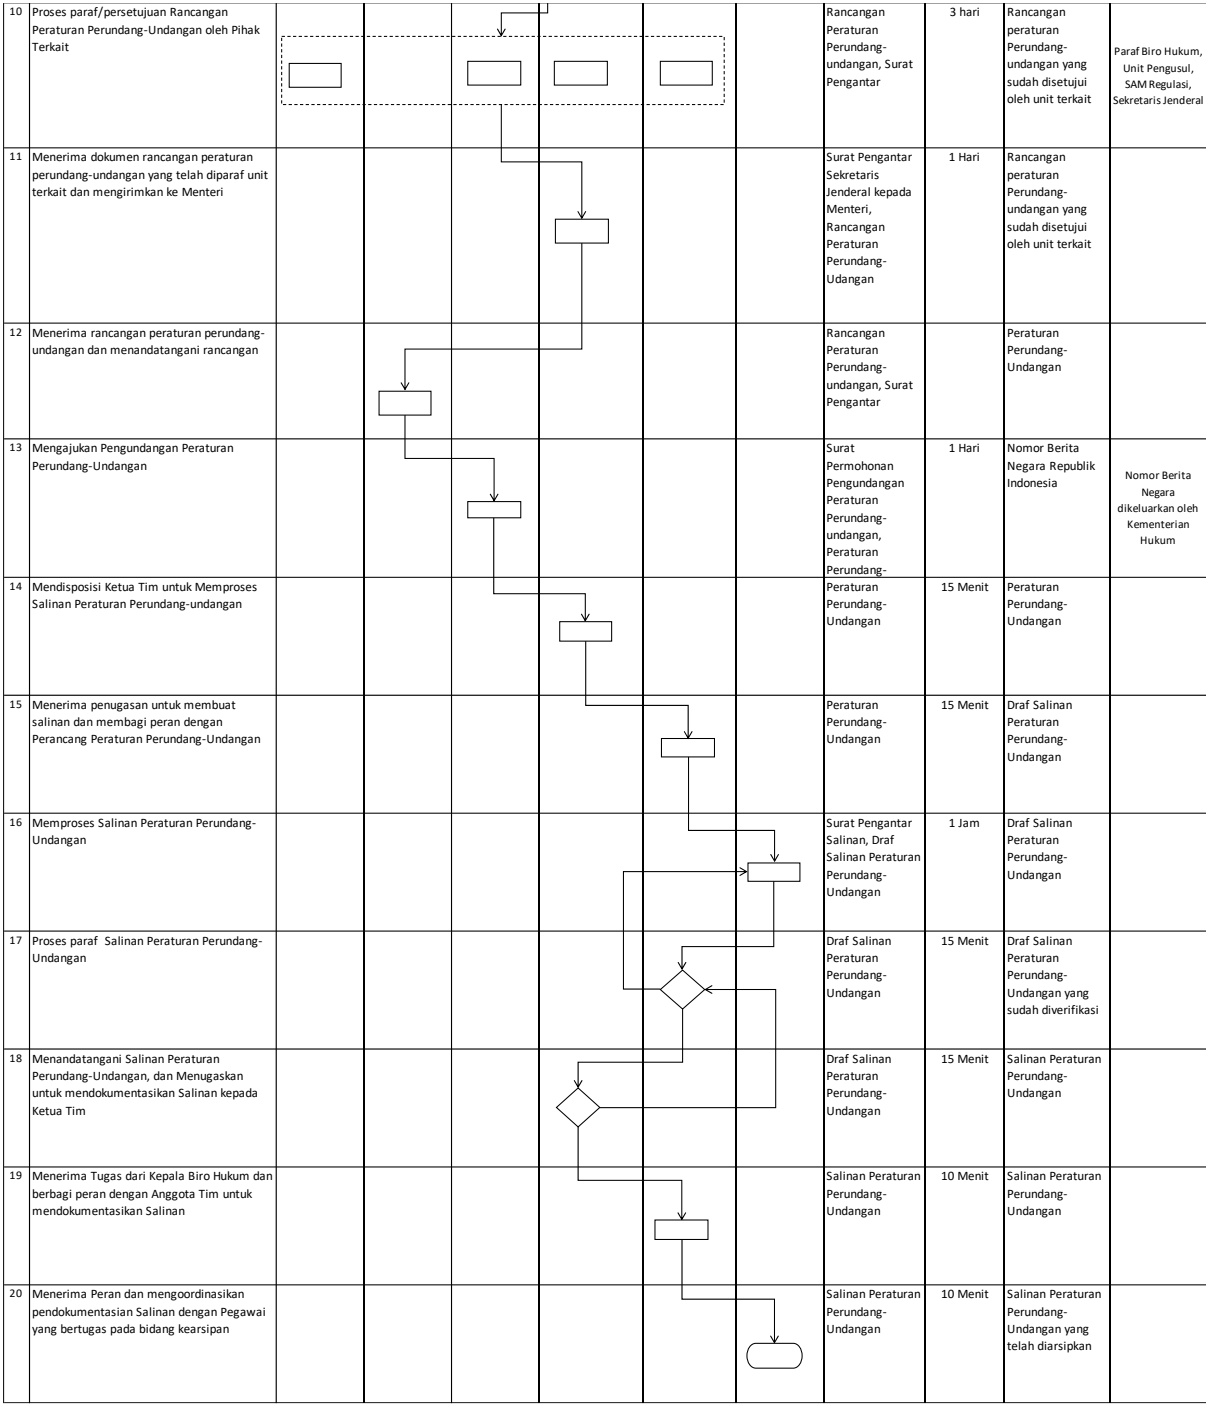 10
Proses paraf/persetujuan Rancangan
Peraturan Perundang-Undangan oleh Pihak
Terkait
Rancangan
Peraturan
Perundang-
undangan, Surat
Pengantar
3 hari
Rancangan
peraturan
Perundang-
undangan yang
sudah disetujui
oleh unit terkait
Paraf Biro Hukum,
Unit Pengusul,
SAM Regulasi,
Sekretaris Jenderal
11
Menerima dokumen rancangan peraturan
perundang-undangan yang telah diparaf unit
terkait dan mengirimkan ke Menteri
Surat Pengantar
Sekretaris
Jenderal kepada
Menteri,
Rancangan
Peraturan
Perundang-
Udangan
1 Hari
Rancangan
peraturan
Perundang-
undangan yang
sudah disetujui
oleh unit terkait
12
Menerima rancangan peraturan perundang-
undangan dan menandatangani rancangan
Rancangan
Peraturan
Perundang-
undangan, Surat
Pengantar
Peraturan
Perundang-
Undangan
13
Mengajukan Pengundangan Peraturan
Perundang-Undangan
Surat
Permohonan
Pengundangan
Peraturan
Perundang-
undangan,
Peraturan
Perundang-
1 Hari
Nomor Berita
Negara Republik
Indonesia
Nomor Berita
Negara
dikeluarkan oleh
Kementerian
Hukum
14
Mendisposisi Ketua Tim untuk Memproses
Salinan Peraturan Perundang-undangan
Peraturan
Perundang-
Undangan
15 Menit
Peraturan
Perundang-
Undangan
15
Menerima penugasan untuk membuat
salinan dan membagi peran dengan
Perancang Peraturan Perundang-Undangan
Peraturan
Perundang-
Undangan
15 Menit
Draf Salinan
Peraturan
Perundang-
Undangan
16
Memproses Salinan Peraturan Perundang-
Undangan
Surat Pengantar
Salinan, Draf
Salinan Peraturan
Perundang-
Undangan
1 Jam
Draf Salinan
Peraturan
Perundang-
Undangan
17
Proses paraf  Salinan Peraturan Perundang-
Undangan
Draf Salinan
Peraturan
Perundang-
Undangan
15 Menit
Draf Salinan
Peraturan
Perundang-
Undangan yang
sudah diverifikasi
18
Menandatangani Salinan Peraturan
Perundang-Undangan, dan Menugaskan
untuk mendokumentasikan Salinan kepada
Ketua Tim
Draf Salinan
Peraturan
Perundang-
Undangan
15 Menit
Salinan Peraturan
Perundang-
Undangan
19
Menerima Tugas dari Kepala Biro Hukum dan
berbagi peran dengan Anggota Tim untuk
mendokumentasikan Salinan
Salinan Peraturan
Perundang-
Undangan
10 Menit
Salinan Peraturan
Perundang-
Undangan
20
Menerima Peran dan mengoordinasikan
pendokumentasian Salinan dengan Pegawai
yang bertugas pada bidang kearsipan
Salinan Peraturan
Perundang-
Undangan
10 Menit
Salinan Peraturan
Perundang-
Undangan yang
telah diarsipkan